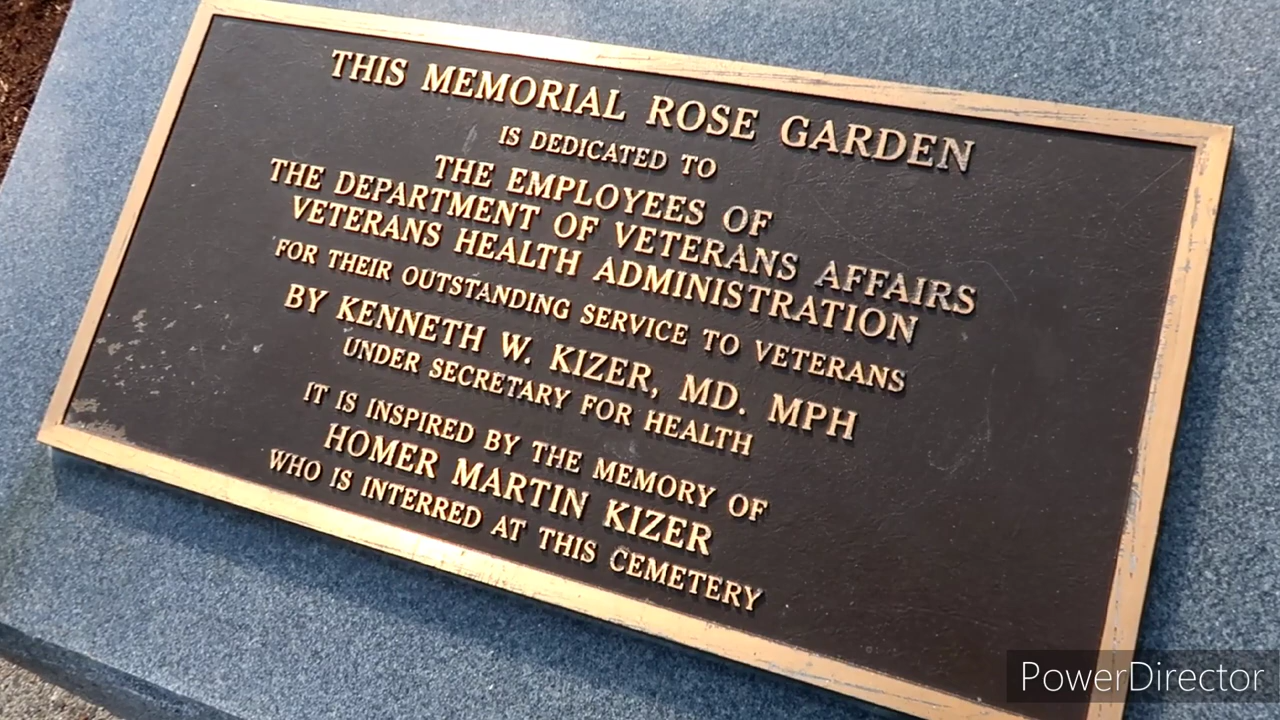 THIS MEMORIAL ROSE GARDEN
IS DEDICATED TO
THE EMPLOYEES OF
THE DEPARTMENT OF VETERANS AFFAIRS
VETERANS HEALTH ADMINISTRATION
FOR THEIR OUTSTANDING SERVICE TO VETERANS
BY KENNETH W. KIZER, MD. MPH
UNDER SECRETARY FOR HEALTH
IT IS INSPIRED BY THE MEMORY OF
HOMER MARTIN KIZER
WHO IS INTERRED AT THIS CEMETERY
PowerDirector